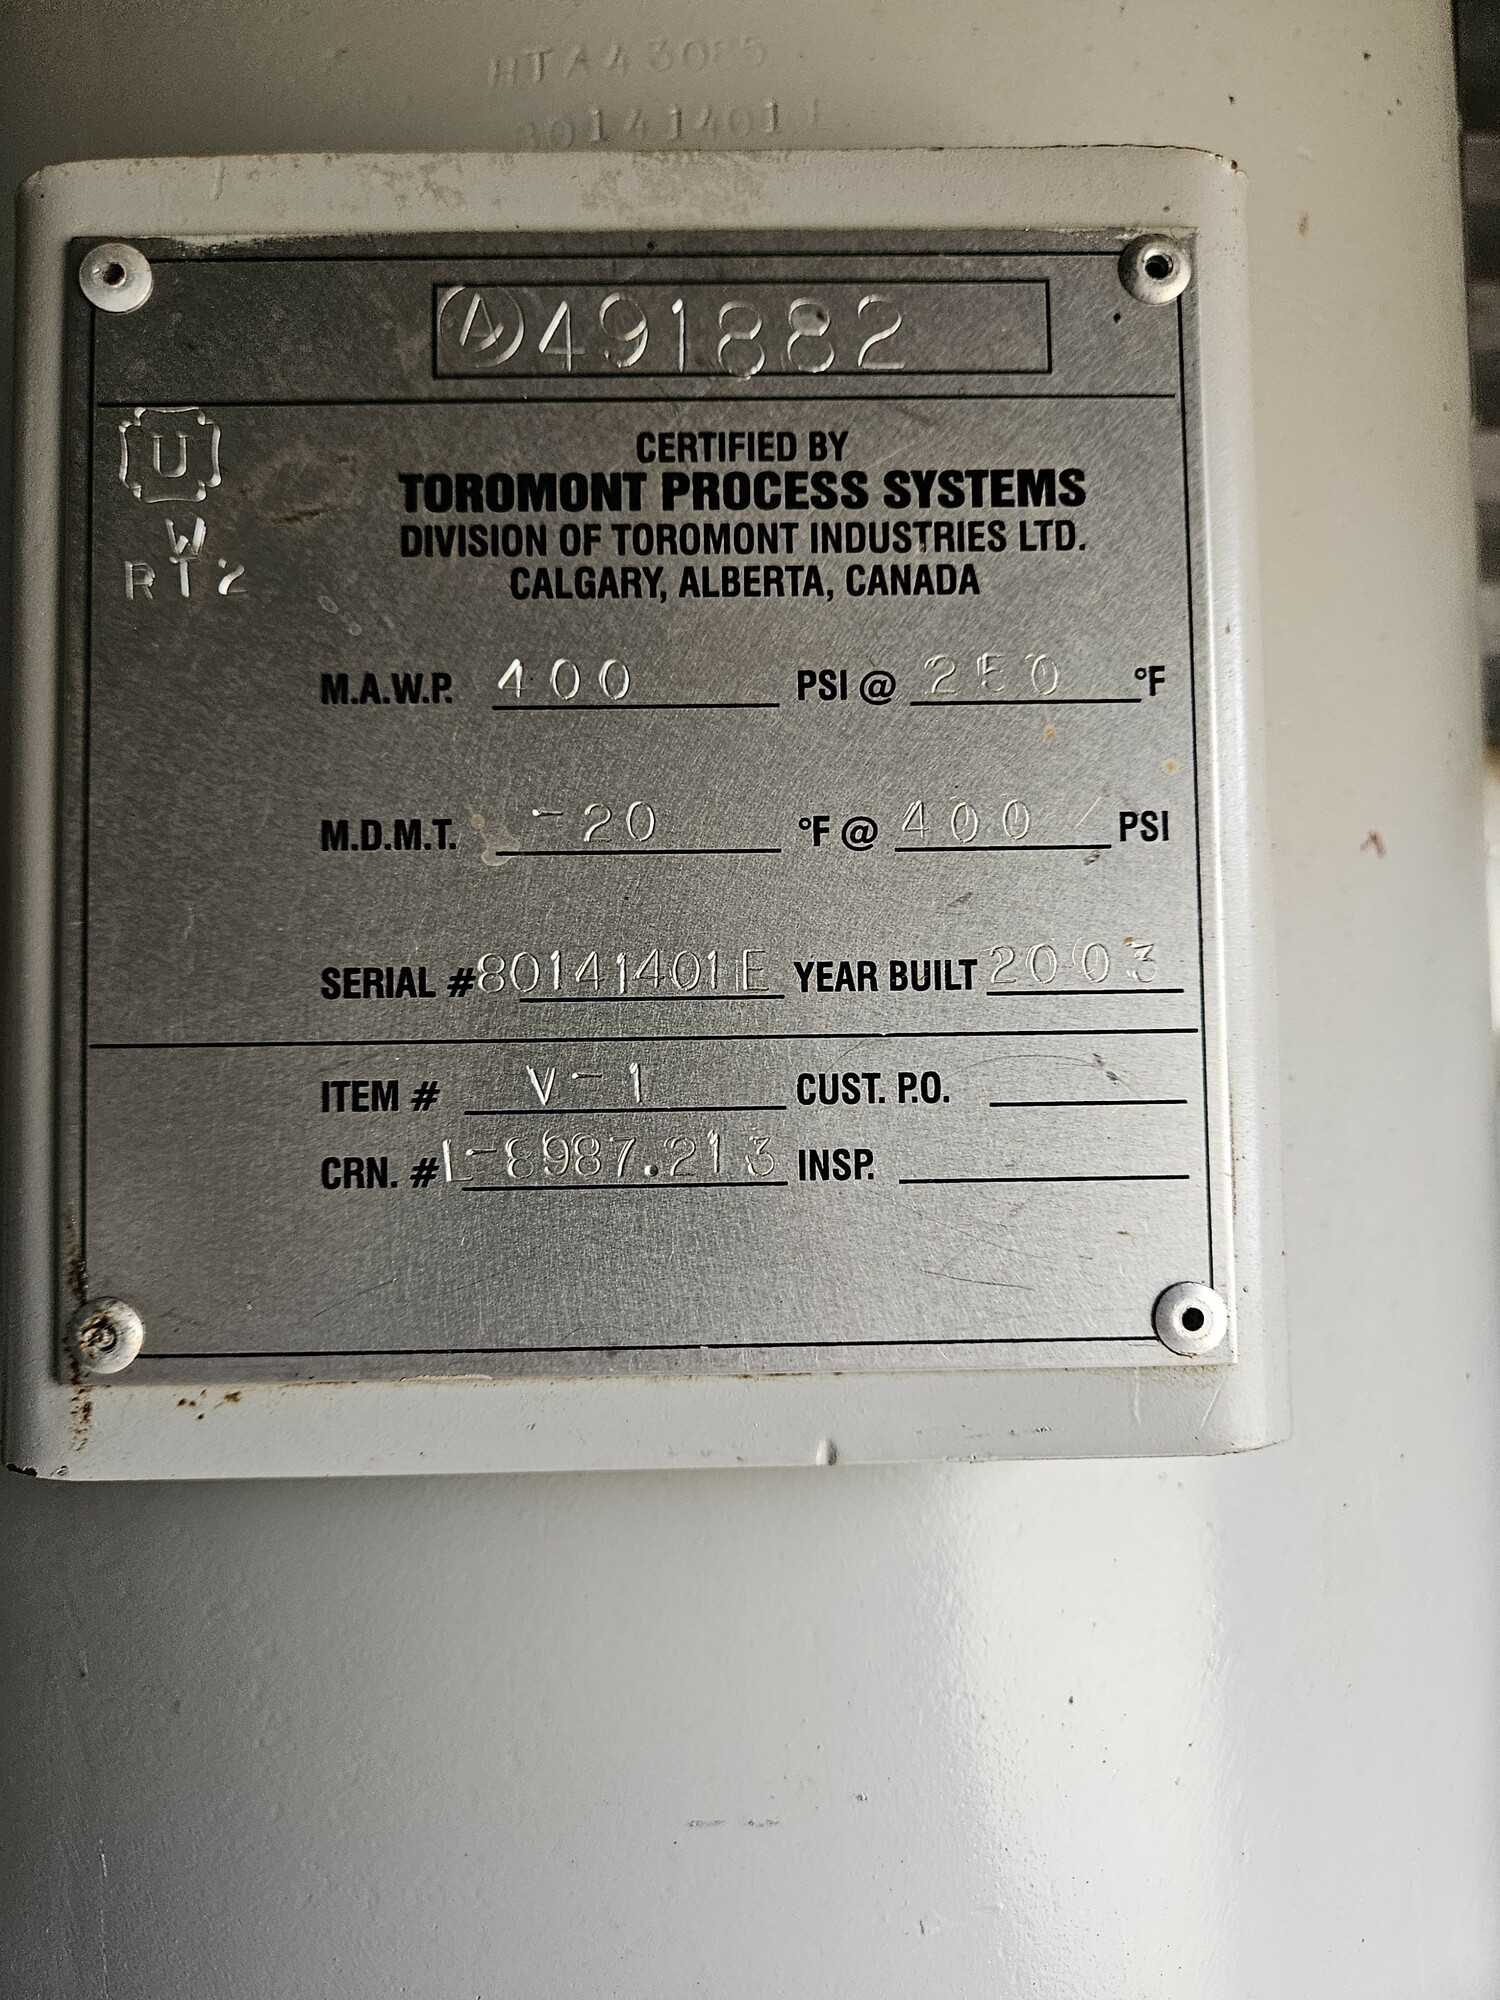 HTA43085
80141401E
A 491882
U
W
RT2
CERTIFIED BY
TOROMONT PROCESS SYSTEMS
DIVISION OF TOROMONT INDUSTRIES LTD.
CALGARY, ALBERTA, CANADA
M.A.W.P. 400 PSI @ 250 °F
M.D.M.T. -20 °F @ 400 PSI
SERIAL # 80141401E YEAR BUILT 2003
ITEM # V-1 CUST. P.O.
CRN. # L-8987.213 INSP.